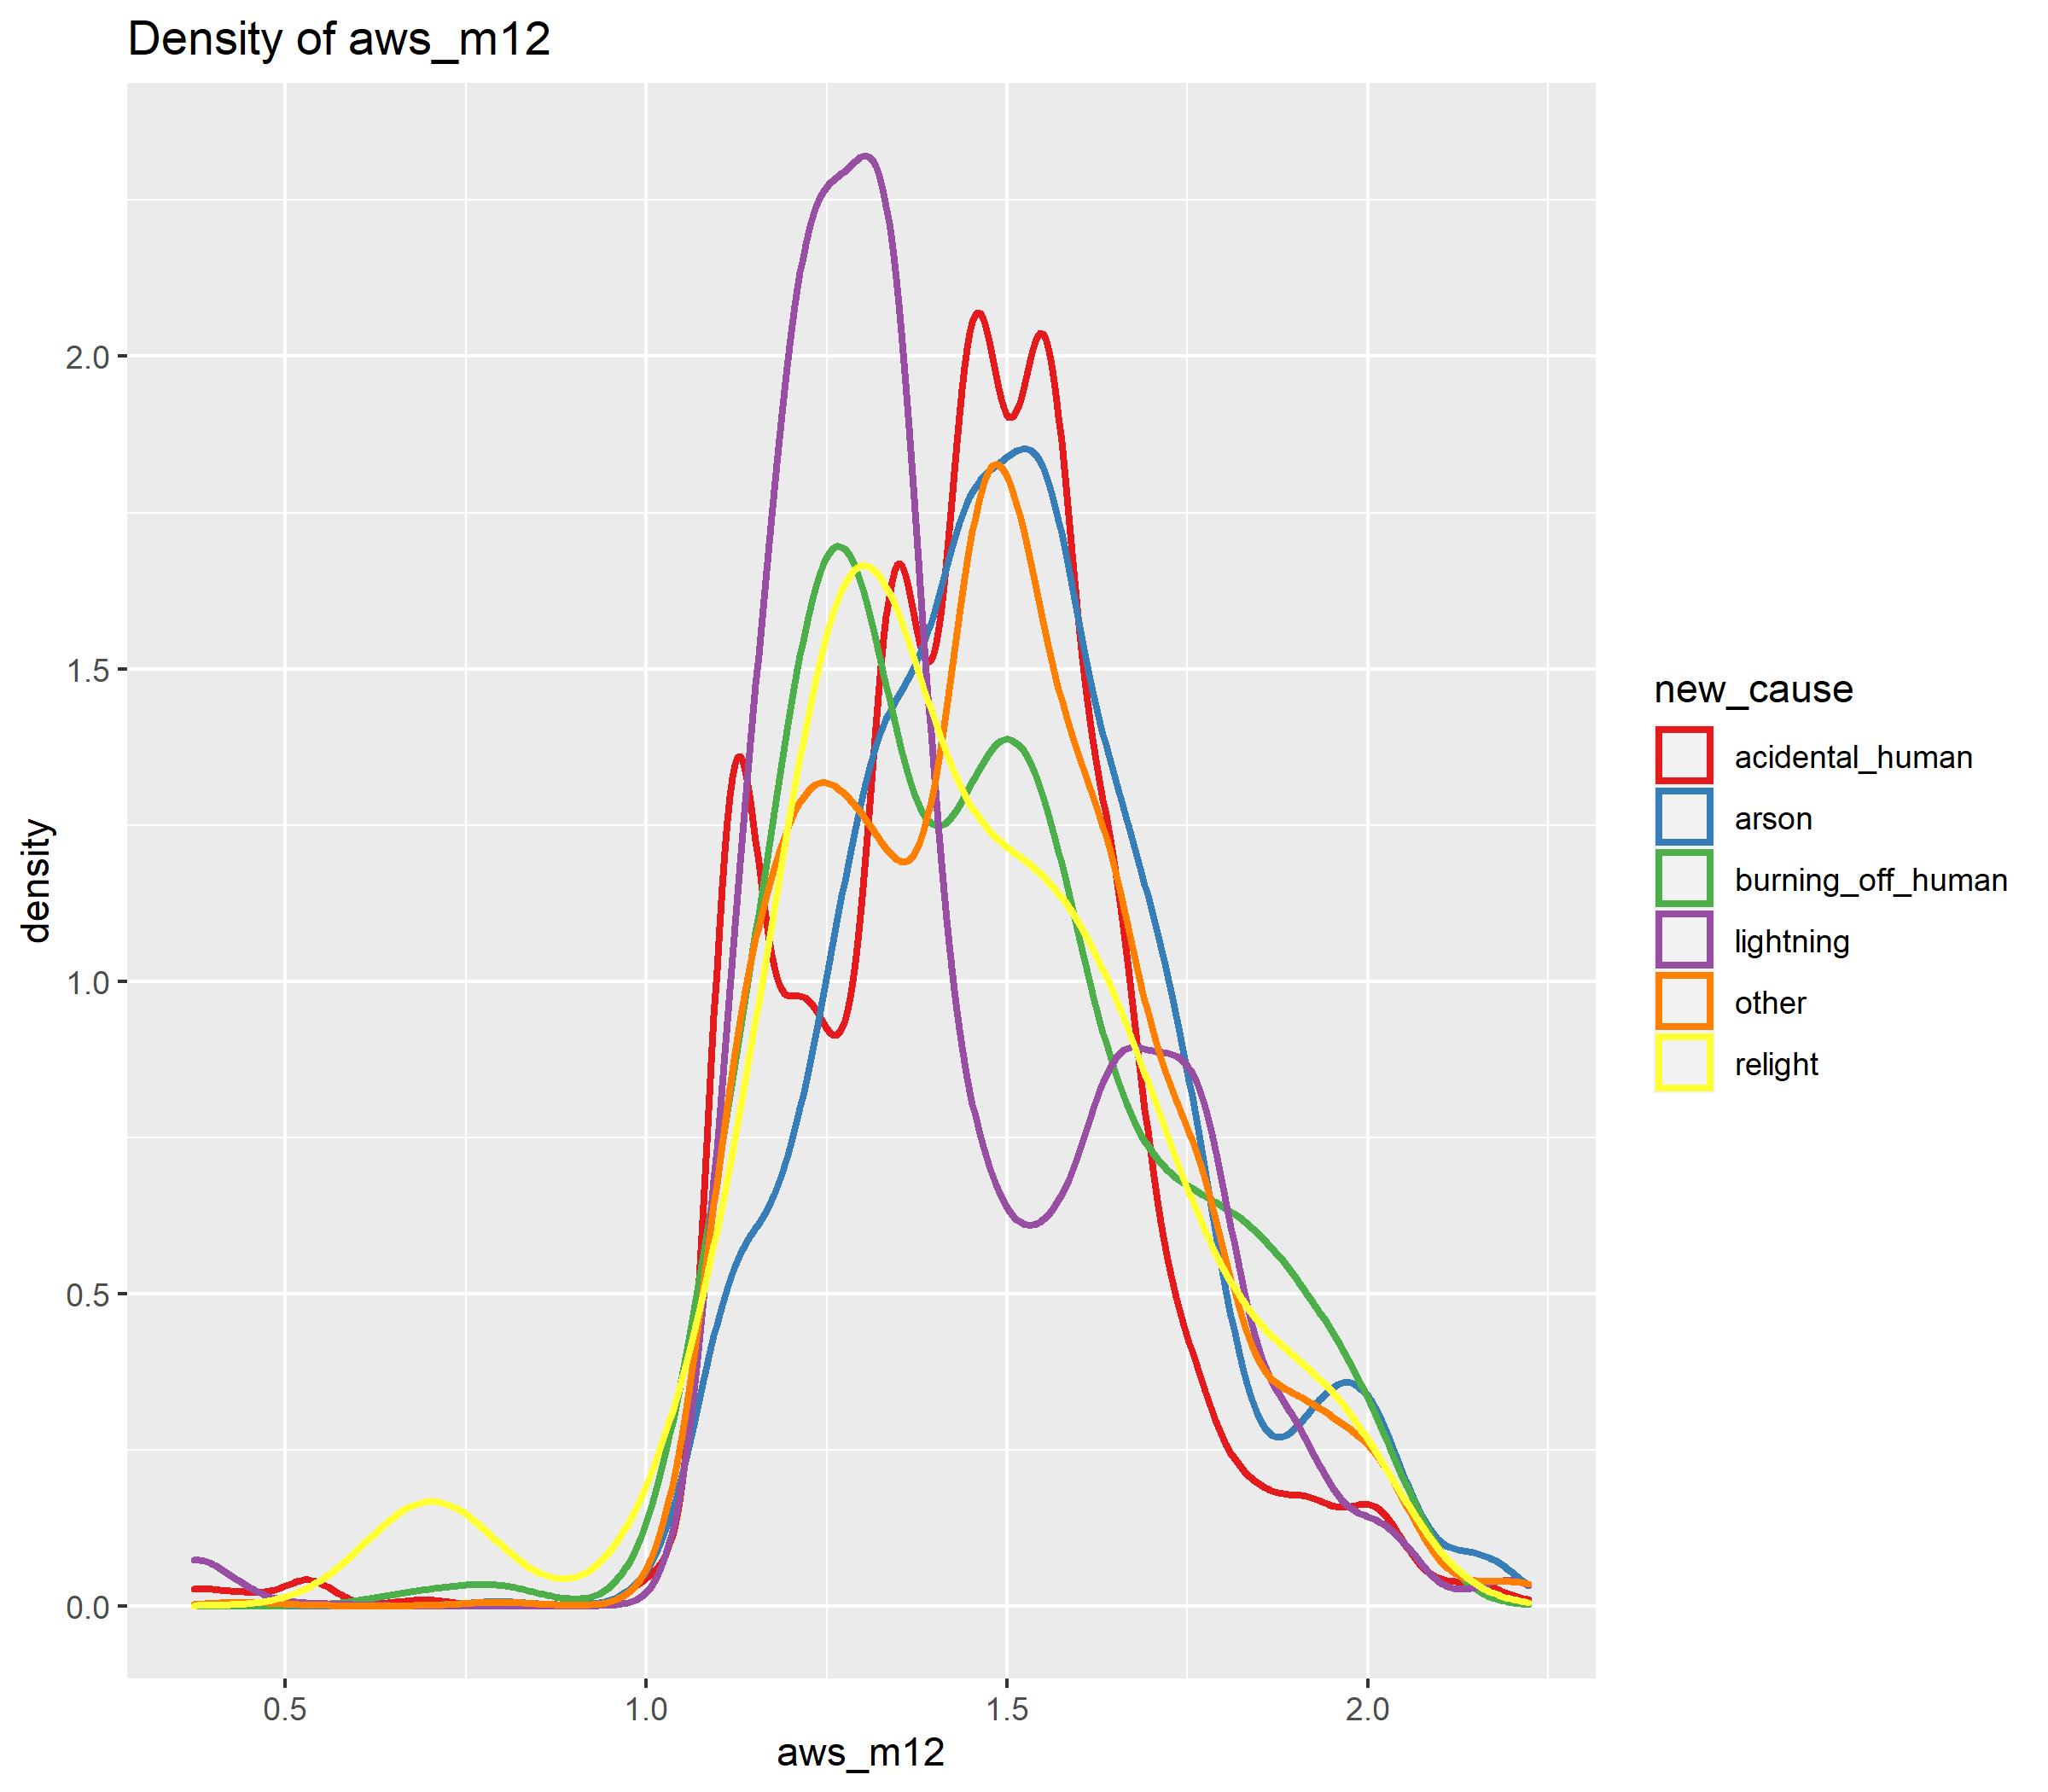 Density of aws_m12
density
2.0
1.5
1.0
0.5
0.0
0.5 1.0 1.5 2.0
aws_m12
new_cause
acidental_human
arson
burning_off_human
lightning
other
relight